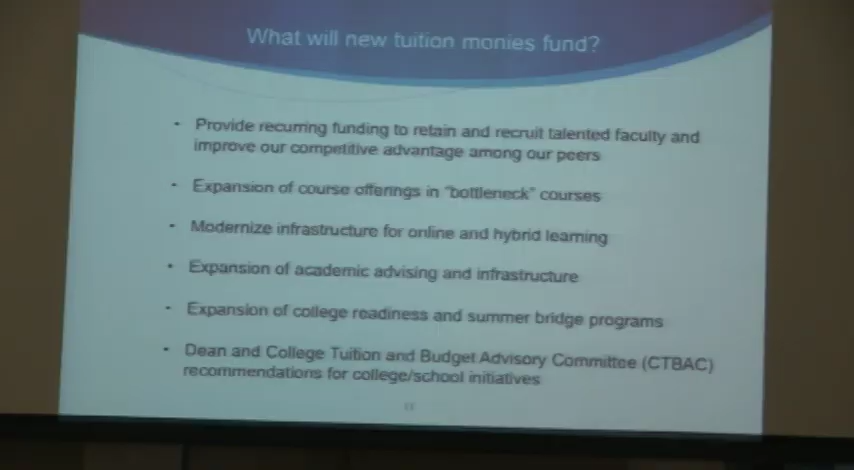 What will new tuition monies fund?
• Provide recurring funding to retain and recruit talented faculty and
improve our competitive advantage among our peers
• Expansion of course offerings in "bottleneck" courses
• Modernize infrastructure for online and hybrid learning
• Expansion of academic advising and infrastructure
• Expansion of college readiness and summer bridge programs
• Dean and College Tuition and Budget Advisory Committee (CTBAC)
recommendations for college/school initiatives